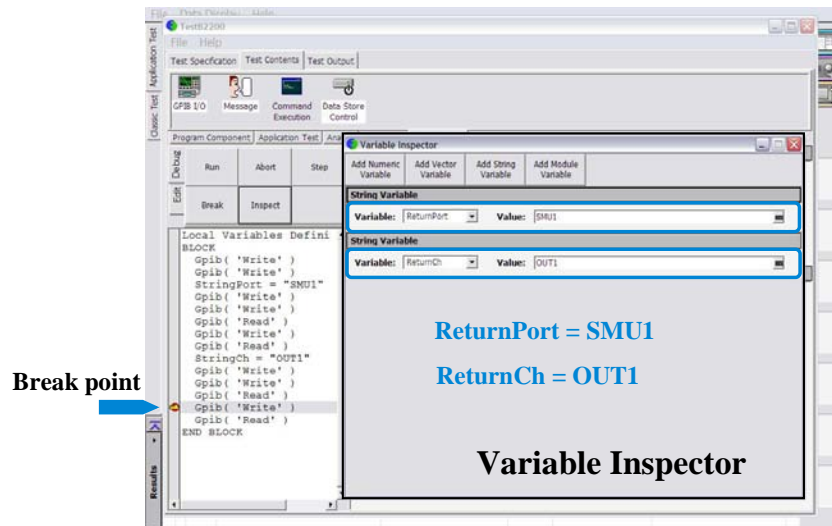 File Data Display Help
TestB2200
File Help
Test Specification Test Contents Test Output
GPIB I/O Message Command Execution Data Store Control
Program Component Application Test
Classic Test Application Test
Debug
Edit
Run Abort Step
Break Inspect
Local Variables Defini
BLOCK
Gpib( 'Write' )
Gpib( 'Write' )
StringPort = "SMU1"
Gpib( 'Write' )
Gpib( 'Write' )
Gpib( 'Read' )
Gpib( 'Write' )
Gpib( 'Read' )
StringCh = "OUT1"
Gpib( 'Write' )
Gpib( 'Write' )
Gpib( 'Read' )
Gpib( 'Write' )
Gpib( 'Read' )
END BLOCK
Break point
Results
Variable Inspector
Add Numeric Variable Add Vector Variable Add String Variable Add Module Variable
String Variable
Variable: ReturnPort Value: SMU1
String Variable
Variable: ReturnCh Value: OUT1
ReturnPort = SMU1
ReturnCh = OUT1
Variable Inspector